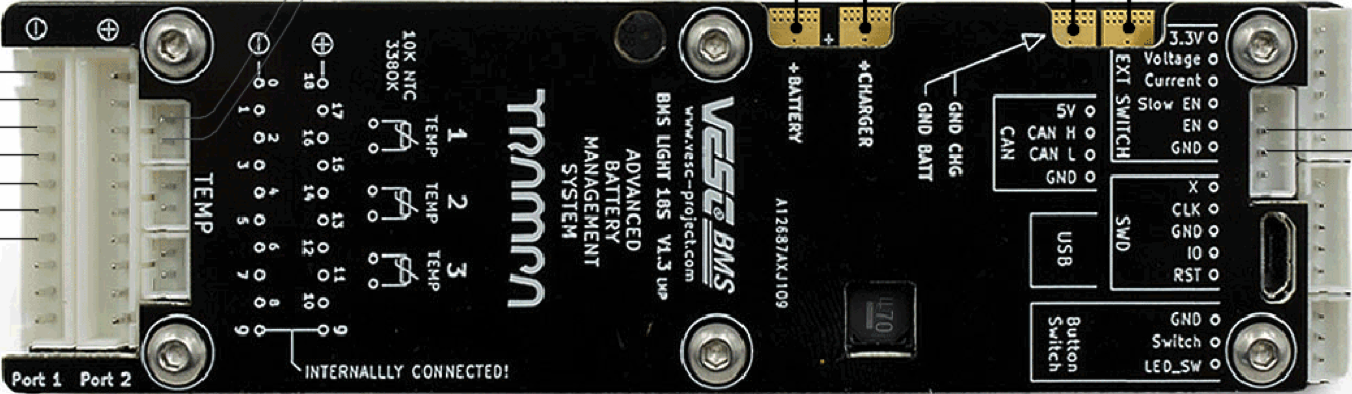 ⊖ ⊕
Port 1 Port 2
TEMP
⊖ ⊕
0 18
1 17
2 16
3 15
4 14
5 13
6 12
7 11
8 10
9 9
INTERNALLLY CONNECTED!
10K NTC
3380K
TEMP 1
TEMP 2
TEMP 3
TRAMPA
ADVANCED
BATTERY
MANAGEMENT
SYSTEM
BMS LIGHT 18S V1.3 LMP
www.vesc-project.com
VESC® BMS
A12687AXJ109
+BATTERY
+
+CHARGER
470
GND CHG
GND BATT
3.3V
Voltage
Current
Slow EN
EN
GND
EXT SWITCH
5V
CAN H
CAN L
GND
CAN
X
CLK
GND
IO
RST
SWD
USB
GND
Switch
LED_SW
Button
Switch